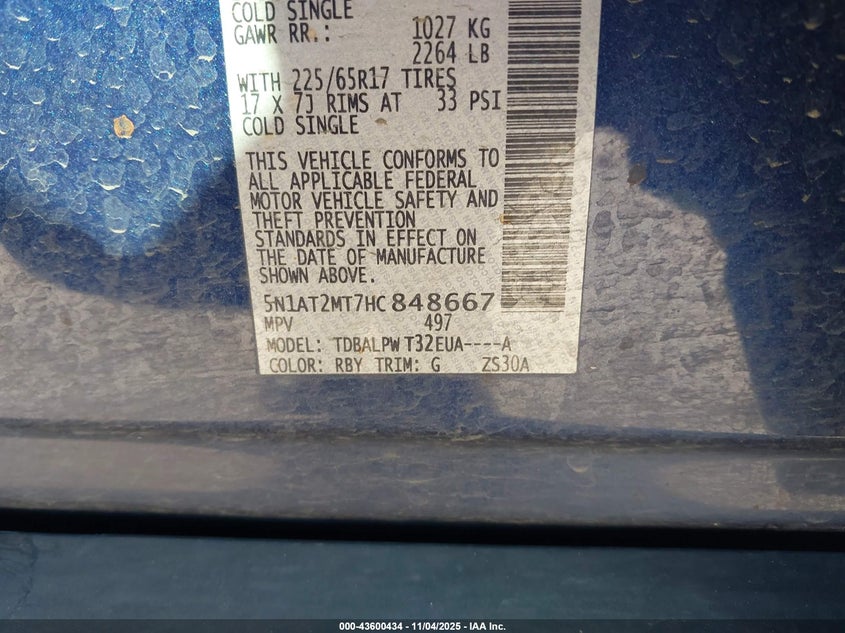 COLD SINGLE
GAWR RR.: 1027 KG
2264 LB
WITH 225/65R17 TIRES
17 X 7J RIMS AT 33 PSI
COLD SINGLE
THIS VEHICLE CONFORMS TO
ALL APPLICABLE FEDERAL
MOTOR VEHICLE SAFETY AND
THEFT PREVENTION
STANDARDS IN EFFECT ON
THE DATE OF MANUFACTURE
SHOWN ABOVE.
5N1AT2MT7HC848667
MPV 497
MODEL: TDBALPW T32EUA----A
COLOR: RBY TRIM: G ZS30A
000-43600434 - 11/04/2025 - IAA Inc.